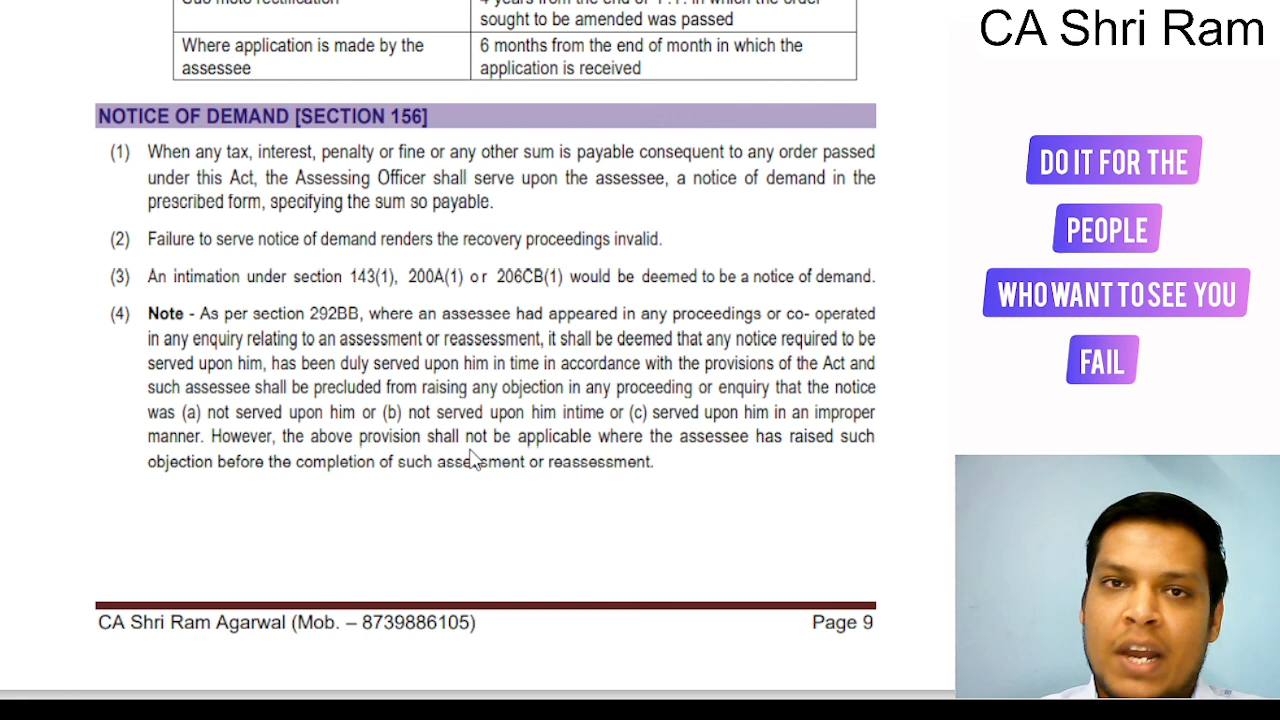 CA Shri Ram
4 years from the end of
in which the order
sought to be amended was passed
Where application is made by the
assessee
6 months from the end of month in which the
application is received
NOTICE OF DEMAND [SECTION 156]
(1) When any tax, interest, penalty or fine or any other sum is payable consequent to any order passed
under this Act, the Assessing Officer shall serve upon the assessee, a notice of demand in the
prescribed form, specifying the sum so payable.
(2) Failure to serve notice of demand renders the recovery proceedings invalid.
(3) An intimation under section 143(1), 200A(1) or 206CB(1) would be deemed to be a notice of demand.
(4) Note - As per section 292BB, where an assessee had appeared in any proceedings or co- operated
in any enquiry relating to an assessment or reassessment, it shall be deemed that any notice required to be
served upon him, has been duly served upon him in time in accordance with the provisions of the Act and
such assessee shall be precluded from raising any objection in any proceeding or enquiry that the notice
was (a) not served upon him or (b) not served upon him intime or (c) served upon him in an improper
manner. However, the above provision shall not be applicable where the assessee has raised such
objection before the completion of such assessment or reassessment.
CA Shri Ram Agarwal (Mob. – 8739886105)
Page 9
DO IT FOR THE
PEOPLE
WHO WANT TO SEE YOU
FAIL